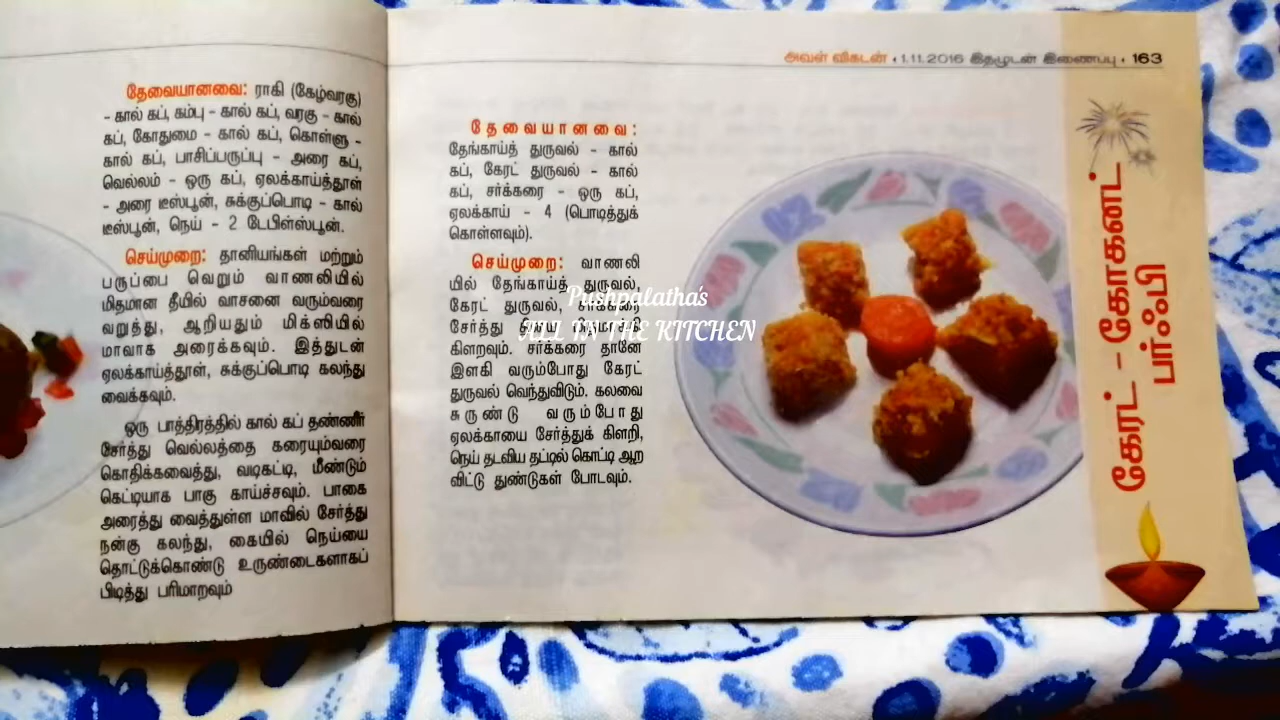 தேவையானவை: ராகி (கேழ்வரகு)
- கால் கப், கம்பு - கால் கப், வரகு - கால்
கப், கோதுமை - கால் கப், கொள்ளு -
கால் கப், பாசிப்பருப்பு - அரை கப்,
வெல்லம் - ஒரு கப், ஏலக்காய்த்தூள்
- அரை டீஸ்பூன், சுக்குப்பொடி - கால்
டீஸ்பூன், நெய் - 2 டேபிள்ஸ்பூன்.
செய்முறை: தானியங்கள் மற்றும்
பருப்பை வெறும் வாணலியில்
மிதமான தீயில் வாசனை வரும்வரை
வறுத்து, ஆறியதும் மிக்ஸியில்
மாவாக அரைக்கவும். இத்துடன்
ஏலக்காய்த்தூள், சுக்குப்பொடி கலந்து
வைக்கவும்.
ஒரு பாத்திரத்தில் கால் கப் தண்ணீர்
சேர்த்து வெல்லத்தை கரையும்வரை
கொதிக்கவைத்து, வடிகட்டி, மீண்டும்
கெட்டியாக பாகு காய்ச்சவும். பாகை
அரைத்து வைத்துள்ள மாவில் சேர்த்து
நன்கு கலந்து, கையில் நெய்யை
தொட்டுக்கொண்டு உருண்டைகளாகப்
பிடித்து பரிமாறவும்
அவள் விகடன் • 1.11.2016 இதழுடன் இணைப்பு • 163
தேவையானவை:
தேங்காய்த் துருவல் - கால்
கப், கேரட் துருவல் - கால்
கப், சர்க்கரை - ஒரு கப்,
ஏலக்காய் - 4 (பொடித்துக்
கொள்ளவும்).
செய்முறை: வாணலி
யில் தேங்காய்த் துருவல்,
கேரட் துருவல், சர்க்கரை
சேர்த்து
கிளறவும். சர்க்கரை தானே
இளகி வரும்போது கேரட்
துருவல் வெந்துவிடும். கலவை
சுருண்டு வரும்போது
ஏலக்காயை சேர்த்துக் கிளறி,
நெய் தடவிய தட்டில் கொட்டி ஆற
விட்டு துண்டுகள் போடவும்.
Pushpalatha's
ALL IN THE KITCHEN
கேரட் - கோகனட்
பர்ஃபி